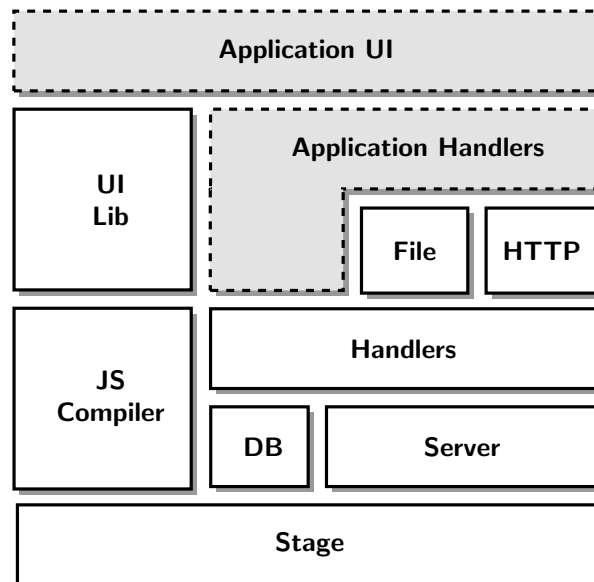 Application UI
UI
Lib
Application Handlers
File
HTTP
JS
Compiler
Handlers
DB
Server
Stage